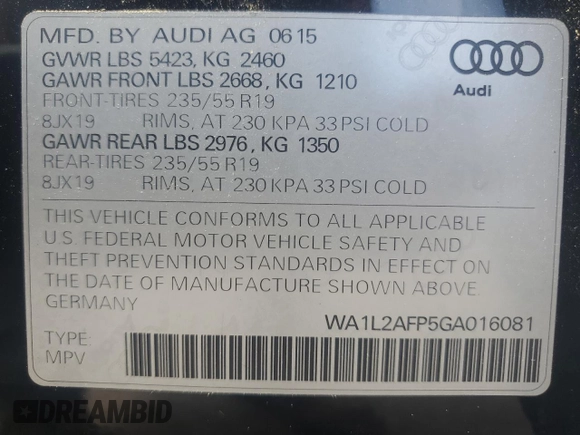 MFD. BY AUDI AG 06 15
GVWR LBS 5423, KG 2460
GAWR FRONT LBS 2668, KG 1210
FRONT-TIRES 235/55 R19
8JX19 RIMS, AT 230 KPA 33 PSI COLD
GAWR REAR LBS 2976, KG 1350
REAR-TIRES 235/55 R19
8JX19 RIMS, AT 230 KPA 33 PSI COLD
Audi
THIS VEHICLE CONFORMS TO ALL APPLICABLE
U.S. FEDERAL MOTOR VEHICLE SAFETY AND
THEFT PREVENTION STANDARDS IN EFFECT ON
THE DATE OF MANUFACTURE SHOWN ABOVE
GERMANY
WA1L2AFP5GA016081
TYPE:
MPV
DREAMBID